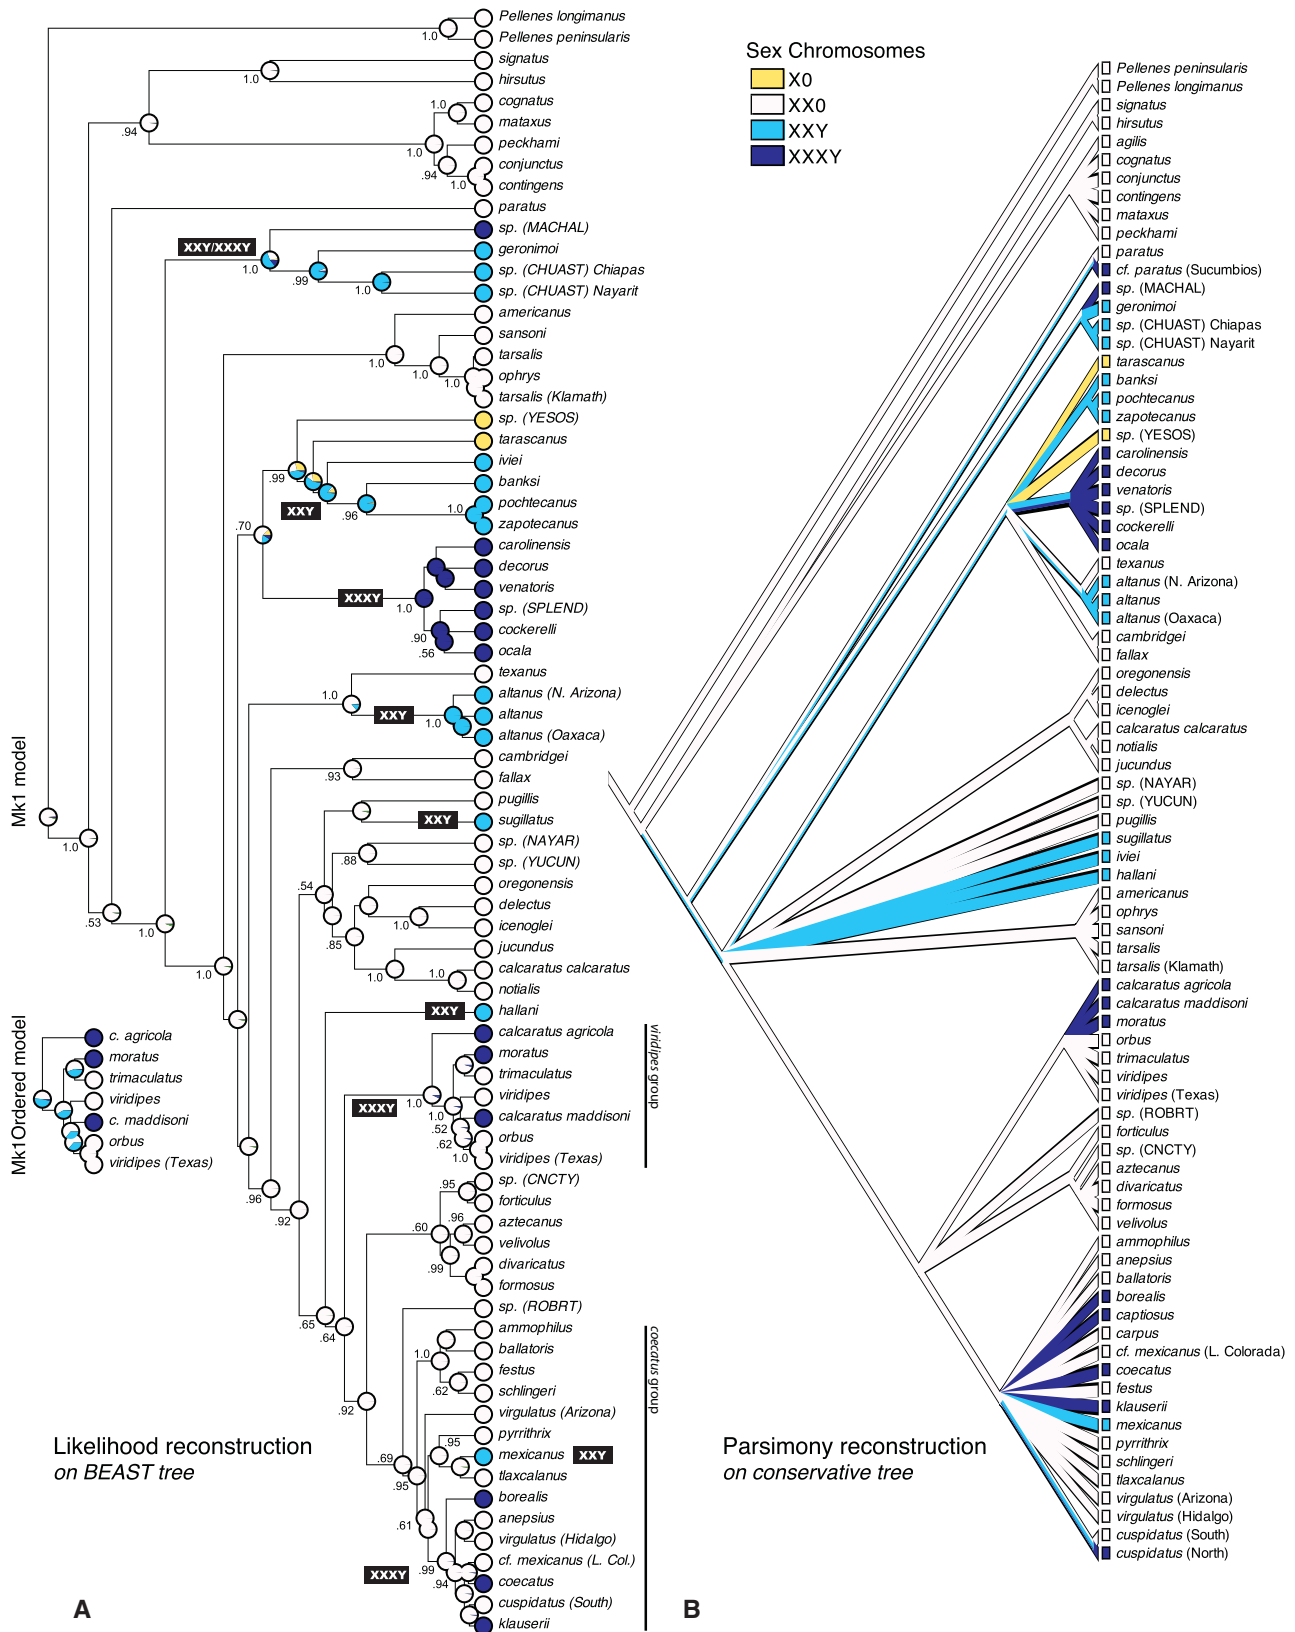 Pellenes longimanus
1.0
Pellenes peninsularis
signatus
1.0
hirsutus
cognatus
1.0
mataxus
.94
peckhami
1.0
conjunctus
.94
1.0
contingens
paratus
sp. (MACHAL)
XXY/XXXY
geronimoi
1.0
sp. (CHUAST) Chiapas
.99
1.0
sp. (CHUAST) Nayarit
americanus
sansoni
tarsalis
1.0
1.0
ophrys
1.0
tarsalis (Klamath)
sp. (YESOS)
tarascanus
iviei
.99
banksi
XXY
pochtecanus
.96
1.0
zapotecanus
.70
carolinensis
decorus
venatoris
XXXY
1.0
sp. (SPLEND)
cockerelli
.90
ocala
.56
texanus
altanus (N. Arizona)
1.0
XXY
1.0
altanus
altanus (Oaxaca)
cambridgei
.93
fallax
pugillis
XXY
sugillatus
sp. (NAYAR)
.88
sp. (YUCUN)
oregonensis
.54
delectus
1.0
icenoglei
.85
jucundus
calcaratus calcaratus
1.0
1.0
notialis
XXY
hallani
calcaratus agricola
moratus
trimaculatus
viridipes
XXXY
1.0
1.0
calcaratus maddisoni
.52
orbus
.62
1.0
viridipes (Texas)
viridipes group
sp. (CNCTY)
.95
forticulus
aztecanus
.96
.60
velivolus
.99
divaricatus
formosus
sp. (ROBRT)
ammophilus
ballatoris
1.0
festus
.62
schlingeri
virgulatus (Arizona)
pyrrithrix
.95
mexicanus
XXY
.69
tlaxcalanus
.95
borealis
anepsius
.61
virgulatus (Hidalgo)
cf. mexicanus (L. Col.)
XXXY
.99
coecatus
.94
cuspidatus (South)
klauserii
coecatus group
Mk1 model
1.0
.53
1.0
1.0
.96
.92
.65
.64
.92
Mk1Ordered model
c. agricola
moratus
trimaculatus
viridipes
c. maddisoni
orbus
viridipes (Texas)
Likelihood reconstruction
on BEAST tree
A
Sex Chromosomes
X0
XX0
XXY
XXXY
Pellenes peninsularis
Pellenes longimanus
signatus
hirsutus
agilis
cognatus
conjunctus
contingens
mataxus
peckhami
paratus
cf. paratus (Sucumbios)
sp. (MACHAL)
geronimoi
sp. (CHUAST) Chiapas
sp. (CHUAST) Nayarit
tarascanus
banksi
pochtecanus
zapotecanus
sp. (YESOS)
carolinensis
decorus
venatoris
sp. (SPLEND)
cockerelli
ocala
texanus
altanus (N. Arizona)
altanus
altanus (Oaxaca)
cambridgei
fallax
oregonensis
delectus
icenoglei
calcaratus calcaratus
notialis
jucundus
sp. (NAYAR)
sp. (YUCUN)
pugillis
sugillatus
iviei
hallani
americanus
ophrys
sansoni
tarsalis
tarsalis (Klamath)
calcaratus agricola
calcaratus maddisoni
moratus
orbus
trimaculatus
viridipes
viridipes (Texas)
sp. (ROBRT)
forticulus
sp. (CNCTY)
aztecanus
divaricatus
formosus
velivolus
ammophilus
anepsius
ballatoris
borealis
captiosus
carpus
cf. mexicanus (L. Colorada)
coecatus
festus
klauserii
mexicanus
pyrrithrix
schlingeri
tlaxcalanus
virgulatus (Arizona)
virgulatus (Hidalgo)
cuspidatus (South)
cuspidatus (North)
Parsimony reconstruction
on conservative tree
B